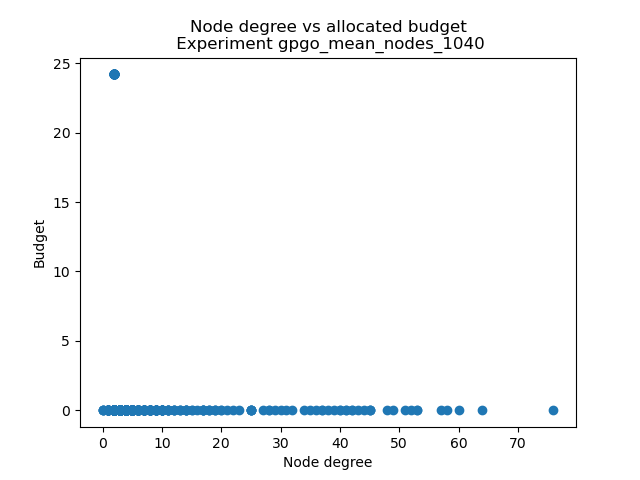 Node degree vs allocated budget
Experiment gpgo_mean_nodes_1040
25
20
15
10
5
0
Budget
0 10 20 30 40 50 60 70
Node degree